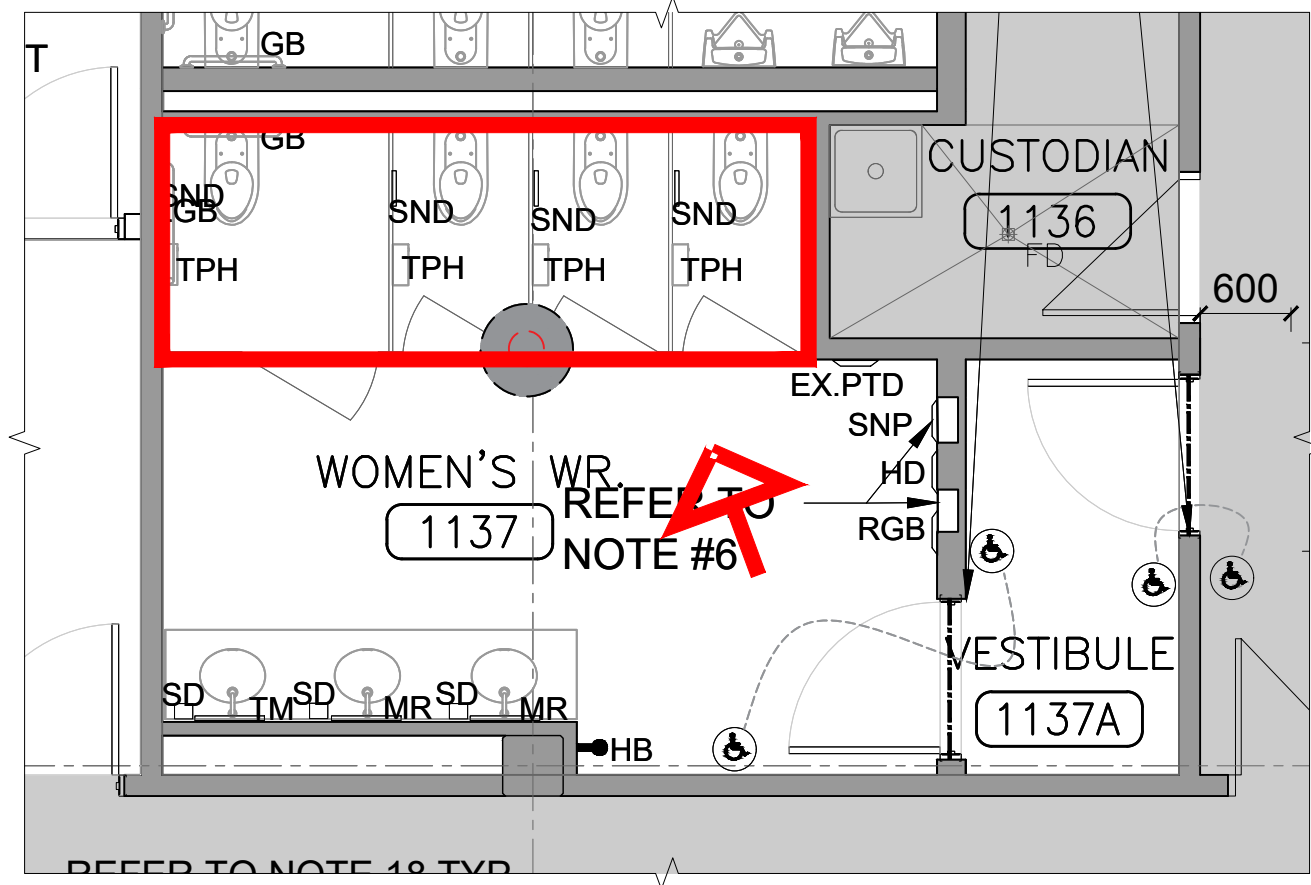 T
GB
GB
SND
GB
TPH
SND
TPH
SND
TPH
SND
TPH
CUSTODIAN
1136
FD
600
EX.PTD
SNP
HD
RGB
WOMEN'S WR.
1137
REFER TO
NOTE #6
VESTIBULE
1137A
SD
TM
SD
MR
SD
MR
HB
REFER TO NOTE 18 TYP